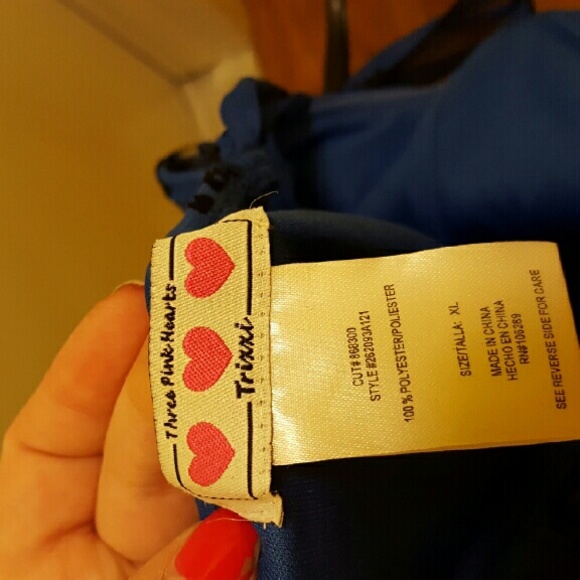 Three Pink Hearts
Trixxi
CUT# 868300
STYLE #262093A121
100 % POLYESTER/POLIESTER
SIZE/TALLA: XL
MADE IN CHINA
HECHO EN CHINA
RN# 106289
SEE REVERSE SIDE FOR CARE